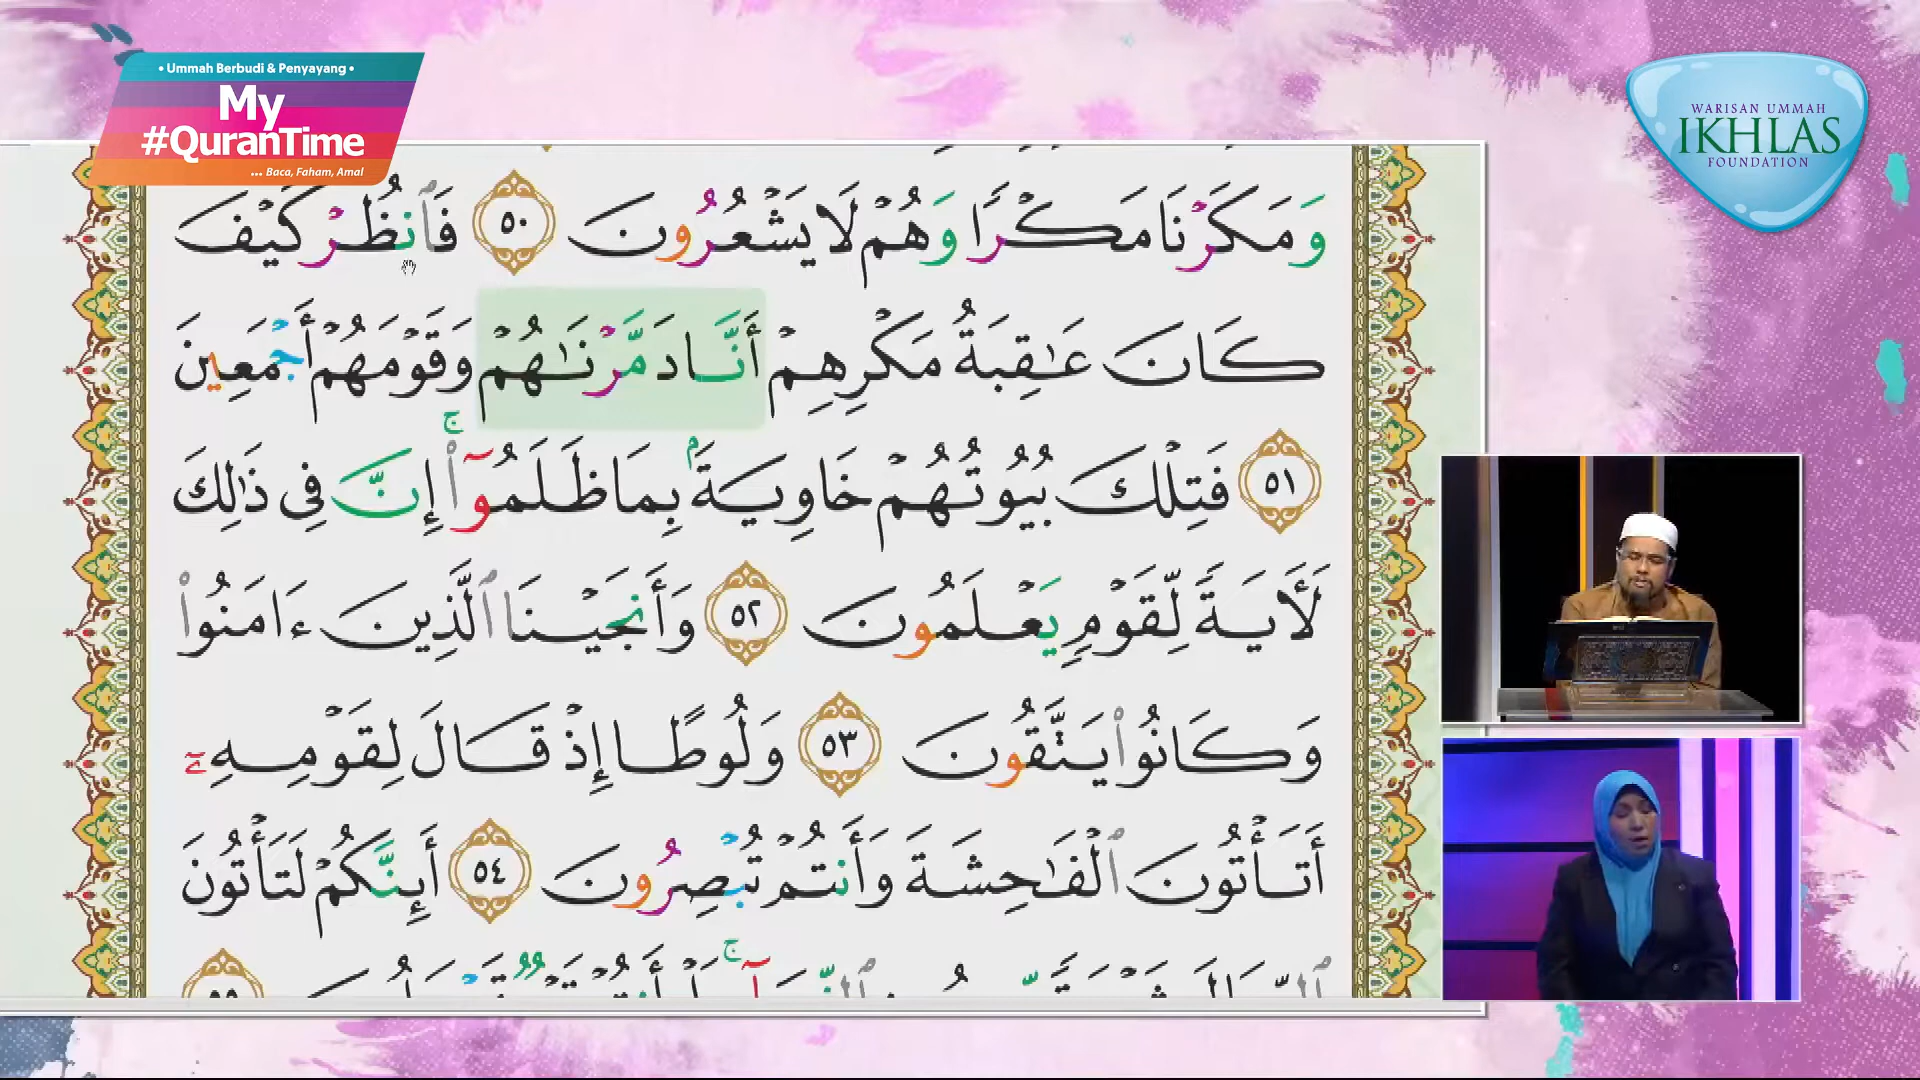 • Ummah Berbudi & Penyayang •
My
#QuranTime
... Baca, Faham, Amal
WARISAN UMMAH
IKHLAS
FOUNDATION
وَمَكَرْنَا مَكْرًا وَهُمْ لَا يَشْعُرُونَ ٥٠ فَٱنظُرْ كَيْفَ
كَانَ عَـٰقِبَةُ مَكْرِهِمْ أَنَّا دَمَّرْنَـٰهُمْ وَقَوْمَهُمْ أَجْمَعِينَ
٥١ فَتِلْكَ بُيُوتُهُمْ خَاوِيَةًۢ بِمَا ظَلَمُوٓا۟ ۚ إِنَّ فِى ذَٰلِكَ
لَـَٔايَةً لِّقَوْمٍ يَعْلَمُونَ ٥٢ وَأَنجَيْنَا ٱلَّذِينَ ءَامَنُوا۟
وَكَانُوا۟ يَتَّقُونَ ٥٣ وَلُوطًا إِذْ قَالَ لِقَوْمِهِۦٓ
أَتَأْتُونَ ٱلْفَـٰحِشَةَ وَأَنتُمْ تُبْصِرُونَ ٥٤ أَئِنَّكُمْ لَتَأْتُونَ